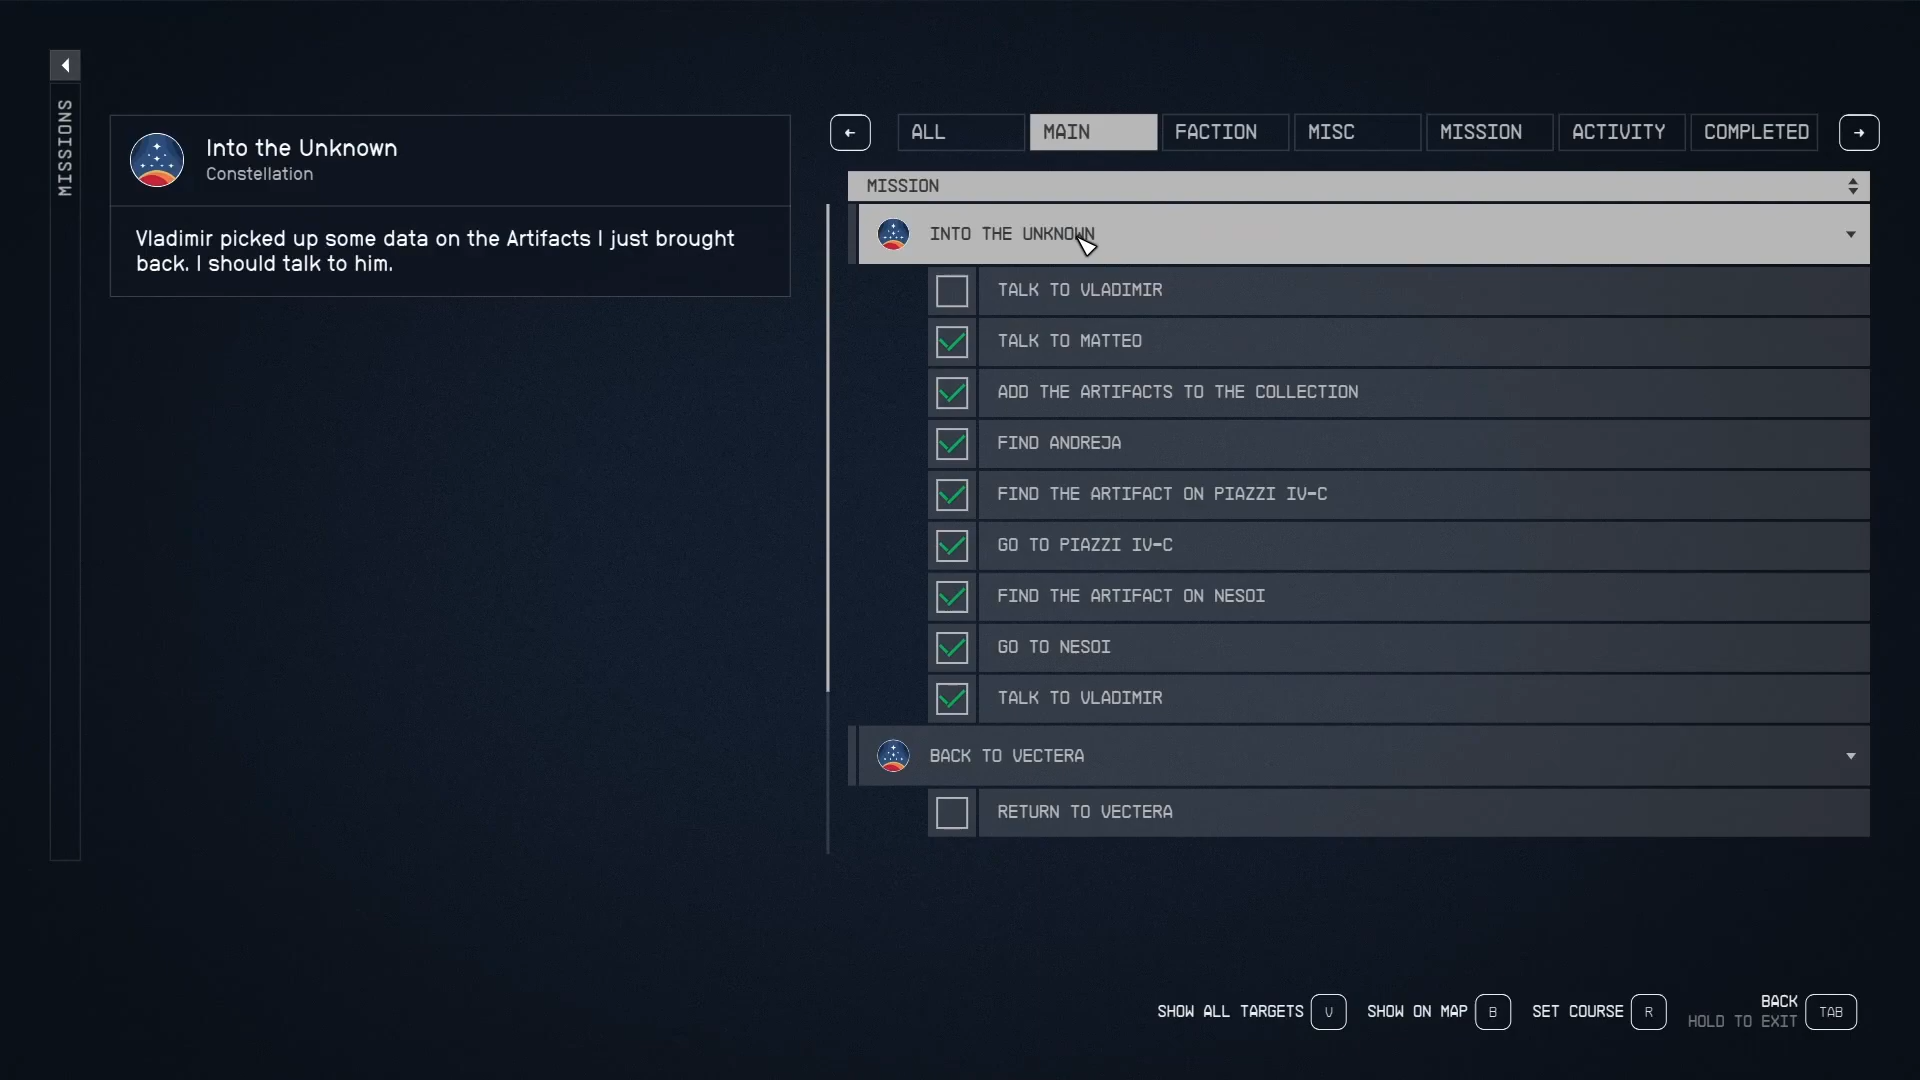 MISSIONS
Into the Unknown
Constellation
Vladimir picked up some data on the Artifacts I just brought
back. I should talk to him.
ALL
MAIN
FACTION
MISC
MISSION
ACTIVITY
COMPLETED
MISSION
INTO THE UNKNOWN
TALK TO VLADIMIR
TALK TO MATTEO
ADD THE ARTIFACTS TO THE COLLECTION
FIND ANDREJA
FIND THE ARTIFACT ON PIAZZI IV-C
GO TO PIAZZI IV-C
FIND THE ARTIFACT ON NESOI
GO TO NESOI
TALK TO VLADIMIR
BACK TO VECTERA
RETURN TO VECTERA
SHOW ALL TARGETS V
SHOW ON MAP B
SET COURSE R
BACK
HOLD TO EXIT TAB